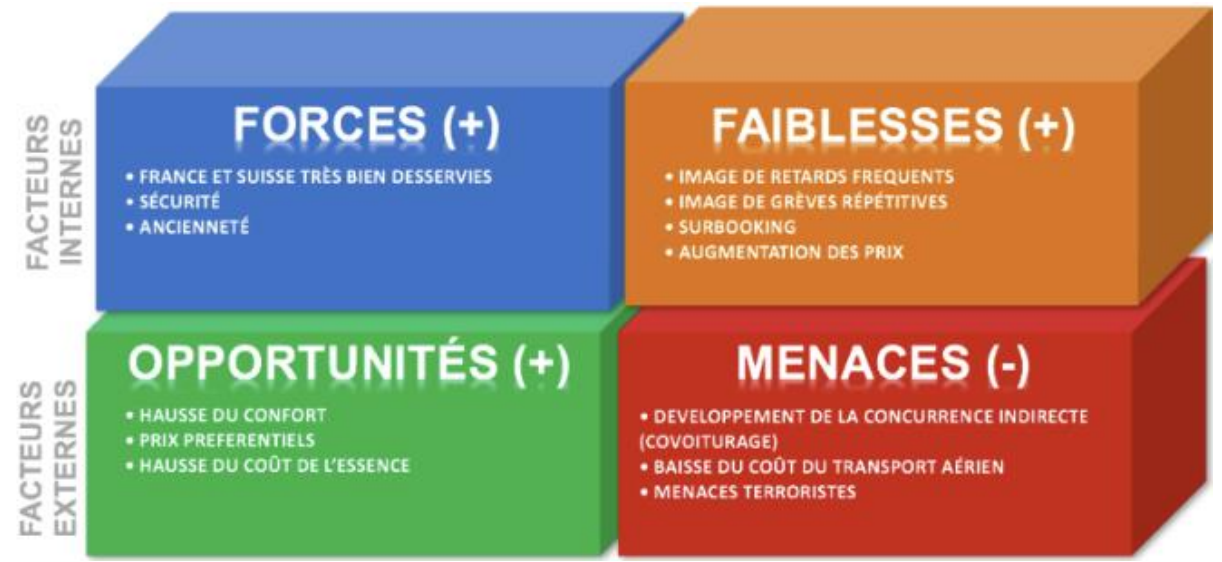 FACTEURS
INTERNES
FORCES (+)
• FRANCE ET SUISSE TRÈS BIEN DESSERVIES
• SÉCURITÉ
• ANCIENNETÉ
FAIBLESSES (+)
• IMAGE DE RETARDS FREQUENTS
• IMAGE DE GRÈVES RÉPÉTITIVES
• SURBOOKING
• AUGMENTATION DES PRIX
FACTEURS
EXTERNES
OPPORTUNITÉS (+)
• HAUSSE DU CONFORT
• PRIX PREFERENTIELS
• HAUSSE DU COÛT DE L'ESSENCE
MENACES (-)
• DEVELOPPEMENT DE LA CONCURRENCE INDIRECTE
(COVOITURAGE)
• BAISSE DU COÛT DU TRANSPORT AÉRIEN
• MENACES TERRORISTES